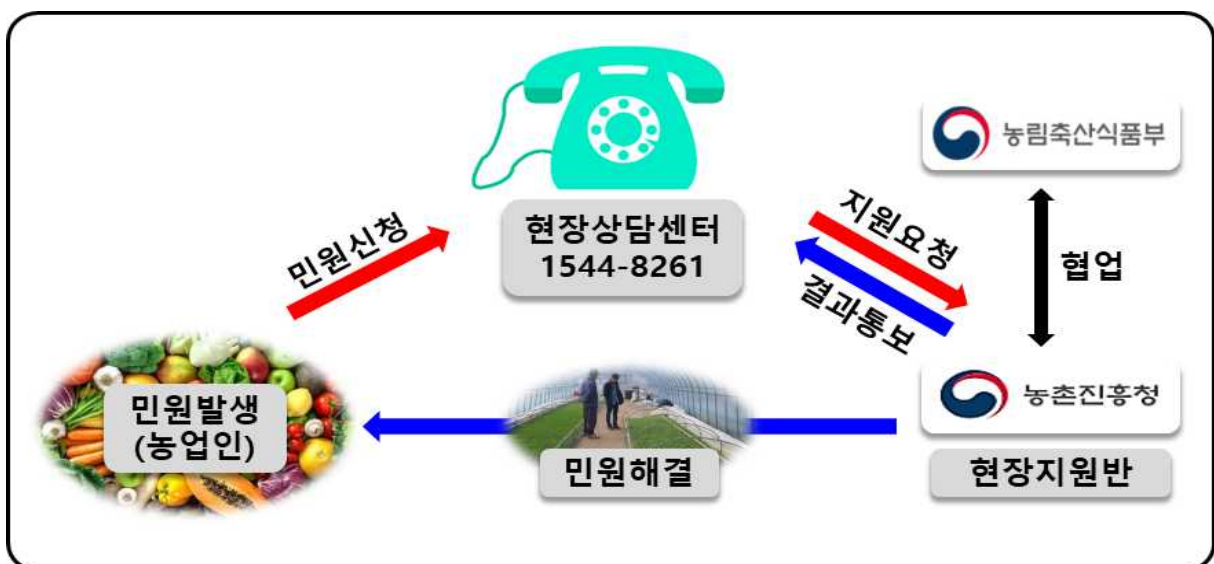 농림축산식품부
민원신청
현장상담센터
1544-8261
지원요청
결과통보
협업
민원발생
(농업인)
민원해결
농촌진흥청
현장지원반